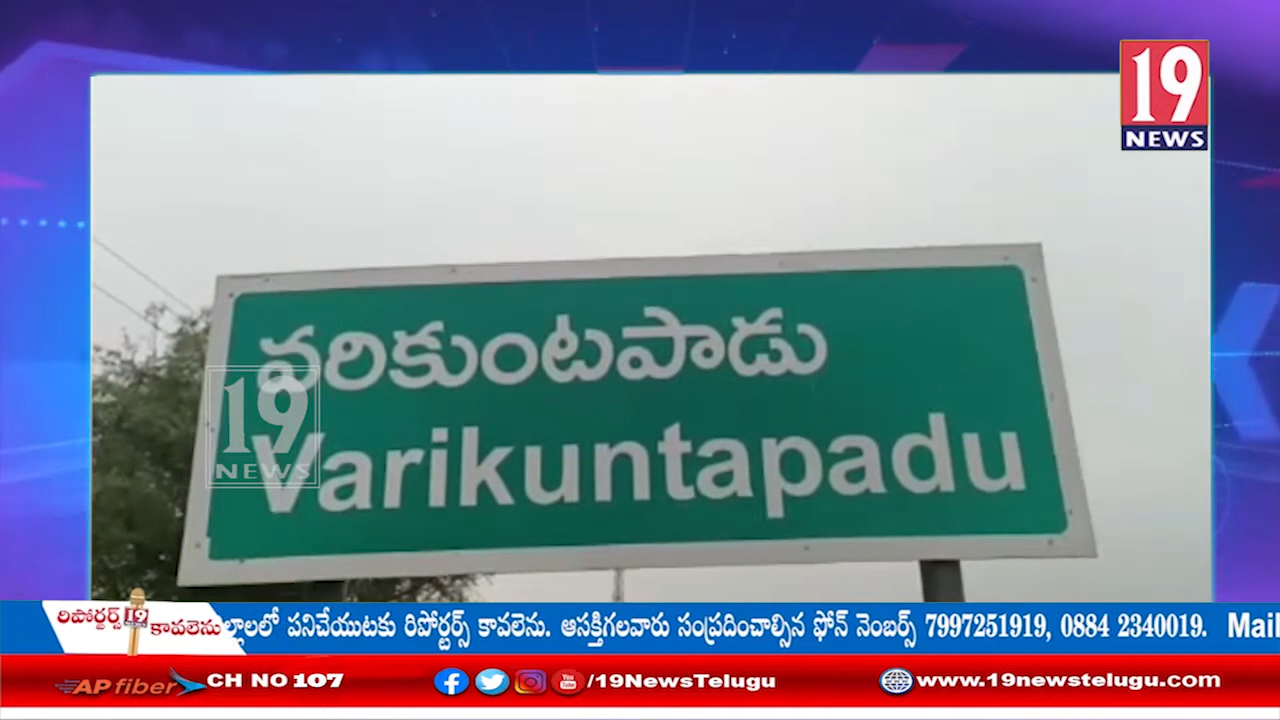 19
NEWS
వరికుంటపాడు
Varikuntapadu
19
NEWS
రిపోర్టర్స్ 19 కావలెను
ల్లాలలో పనిచేయుటకు రిపోర్టర్స్ కావలెను. ఆసక్తిగలవారు సంప్రదించాల్సిన ఫోన్ నెంబర్స్ 7997251919, 0884 2340019. Mail
AP fiber CH NO 107 /19NewsTelugu www.19newstelugu.com